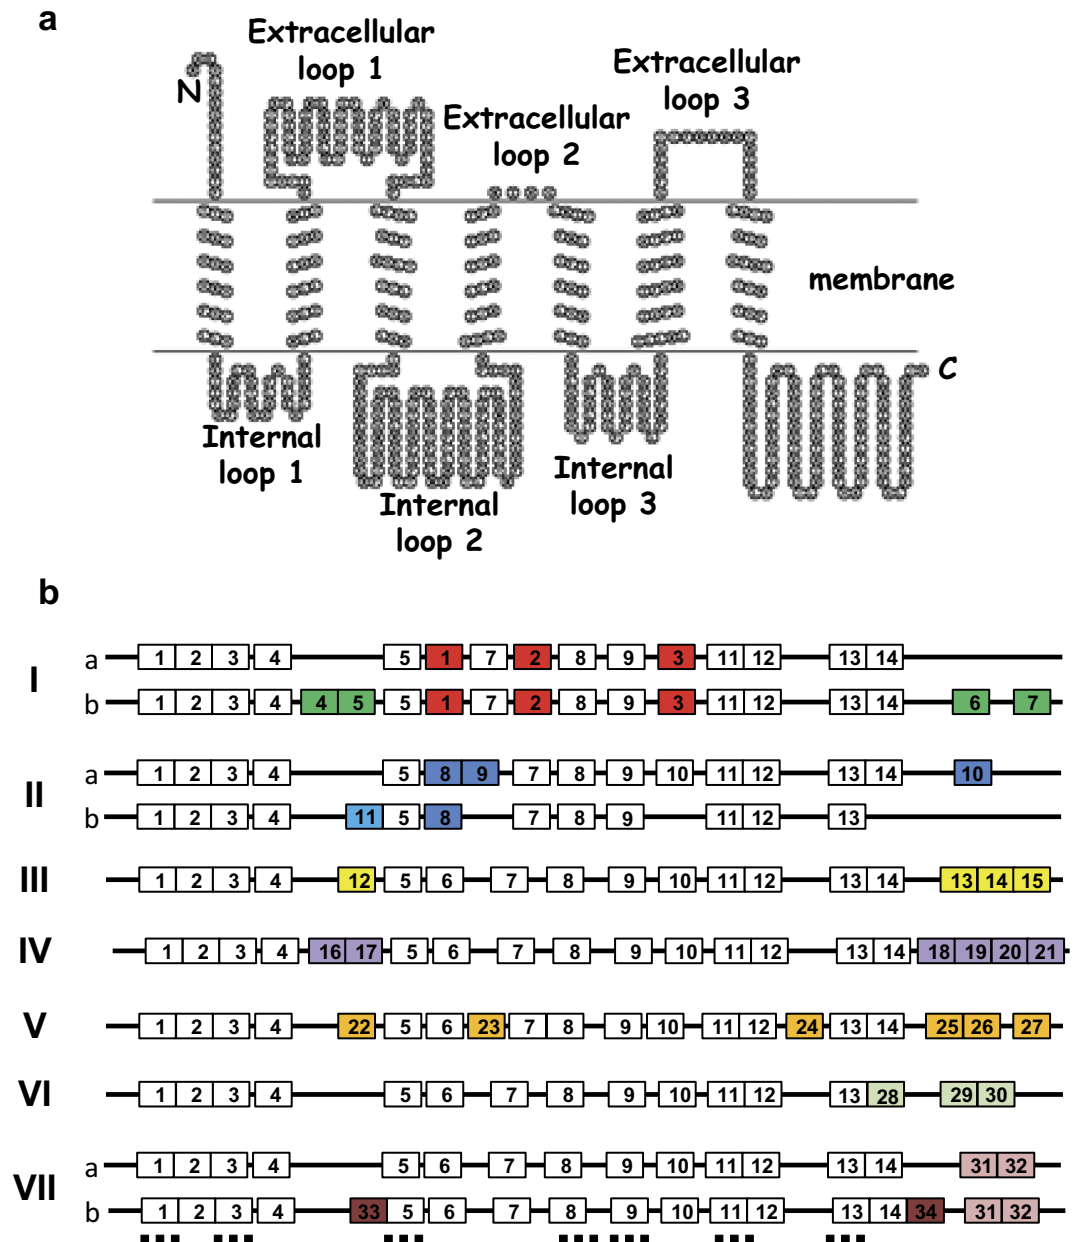 a
Extracellular
loop 1
Extracellular
loop 3
N
Extracellular
loop 2
membrane
C
Internal
loop 1
Internal
loop 3
Internal
loop 2
b
I
a 1 2 3 4 5 1 7 2 8 9 3 11 12 13 14
b 1 2 3 4 4 5 5 1 7 2 8 9 3 11 12 13 14 6 7
II
a 1 2 3 4 5 8 9 7 8 9 10 11 12 13 14 10
b 1 2 3 4 11 5 8 7 8 9 11 12 13
III 1 2 3 4 12 5 6 7 8 9 10 11 12 13 14 13 14 15
IV 1 2 3 4 16 17 5 6 7 8 9 10 11 12 13 14 18 19 20 21
V 1 2 3 4 22 5 6 23 7 8 9 10 11 12 24 13 14 25 26 27
VI 1 2 3 4 5 6 7 8 9 10 11 12 13 28 29 30
VII
a 1 2 3 4 5 6 7 8 9 10 11 12 13 14 31 32
b 1 2 3 4 33 5 6 7 8 9 10 11 12 13 14 34 31 32